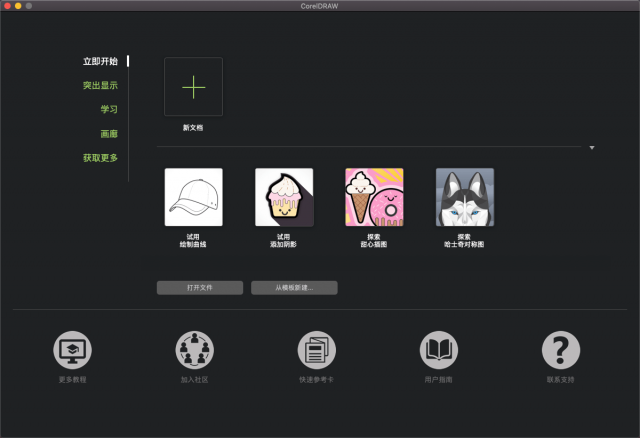 CorelDRAW
立即开始
突出显示
学习
画廊
获取更多
新文档
试用
绘制曲线
试用
添加阴影
探索
甜心插图
探索
哈士奇对称图
打开文件
从模板新建...
更多教程
加入社区
快速参考卡
用户指南
联系支持